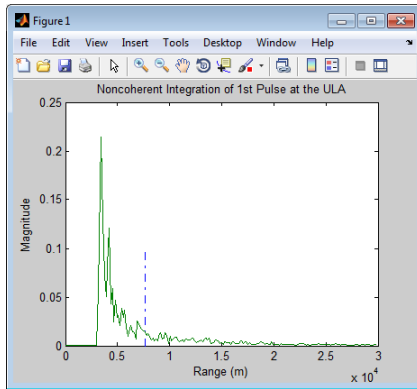 Figure 1
File Edit View Insert Tools Desktop Window Help
Noncoherent Integration of 1st Pulse at the ULA
0.25
0.2
0.15
0.1
0.05
0
Magnitude
0 0.5 1 1.5 2 2.5 3
x 10^4
Range (m)